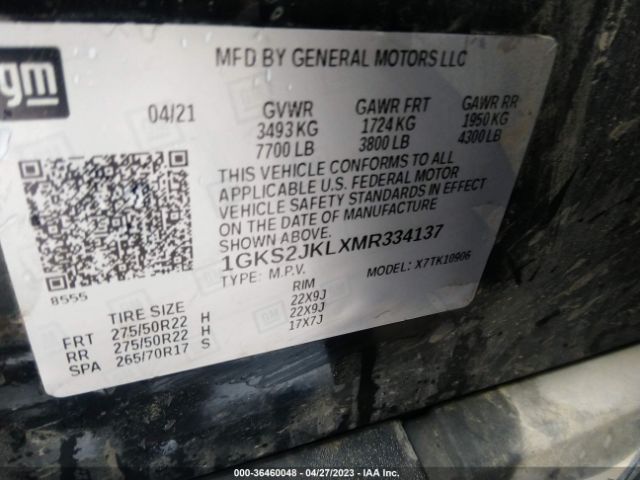 gm
MFD BY GENERAL MOTORS LLC
04/21 GVWR GAWR FRT GAWR RR
3493 KG 1724 KG 1950 KG
7700 LB 3800 LB 4300 LB
THIS VEHICLE CONFORMS TO ALL
APPLICABLE U.S. FEDERAL MOTOR
VEHICLE SAFETY STANDARDS IN EFFECT
ON THE DATE OF MANUFACTURE
SHOWN ABOVE.
1GKS2JKLXMR334137
TYPE: M.P.V. MODEL: X7TK10906
8555
TIRE SIZE RIM
FRT 275/50R22 H 22X9J
RR 275/50R22 H 22X9J
SPA 265/70R17 S 17X7J
000-36460048 - 04/27/2023 - IAA Inc.